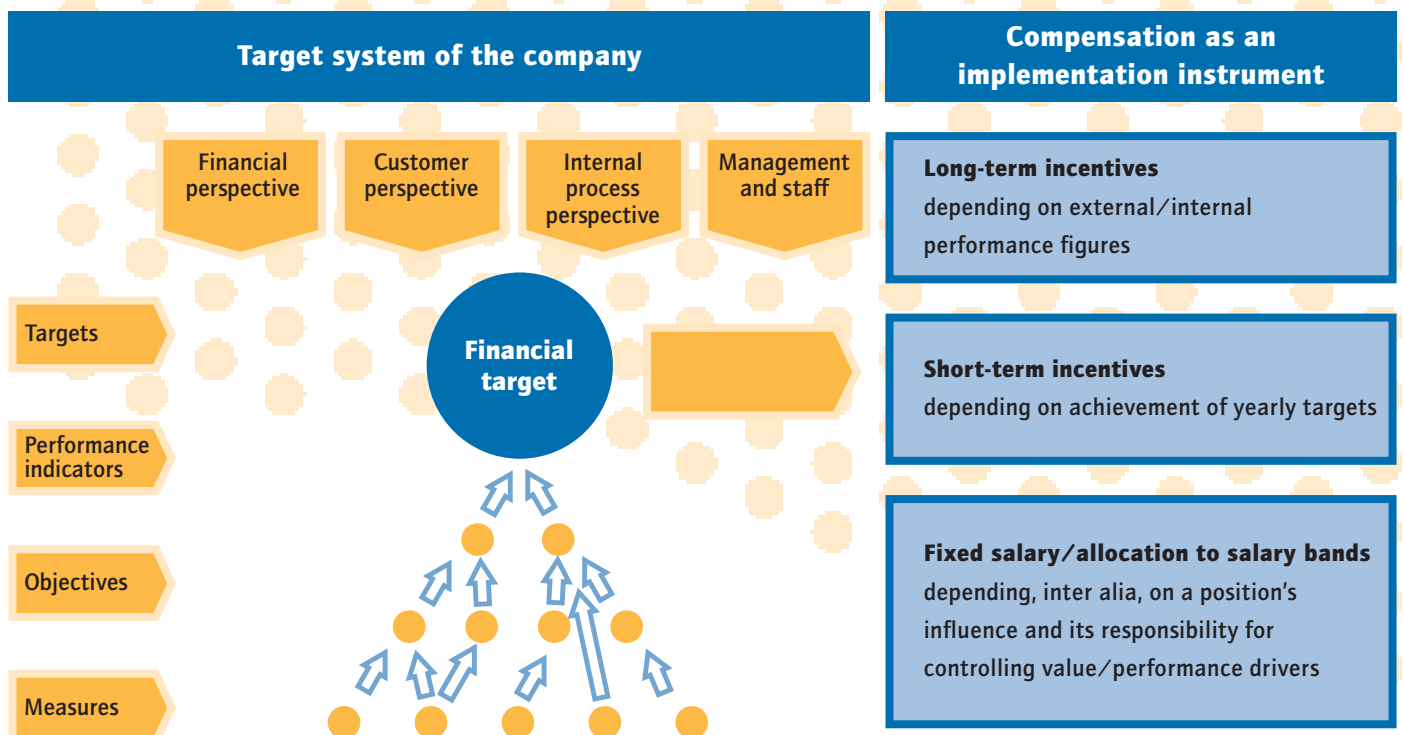 Target system of the company
Compensation as an
implementation instrument
Financial
perspective
Customer
perspective
Internal
process
perspective
Management
and staff
Long-term incentives
depending on external/internal
performance figures
Targets
Financial
target
Short-term incentives
depending on achievement of yearly targets
Performance
indicators
Objectives
Fixed salary/allocation to salary bands
depending, inter alia, on a position's
influence and its responsibility for
controlling value/performance drivers
Measures